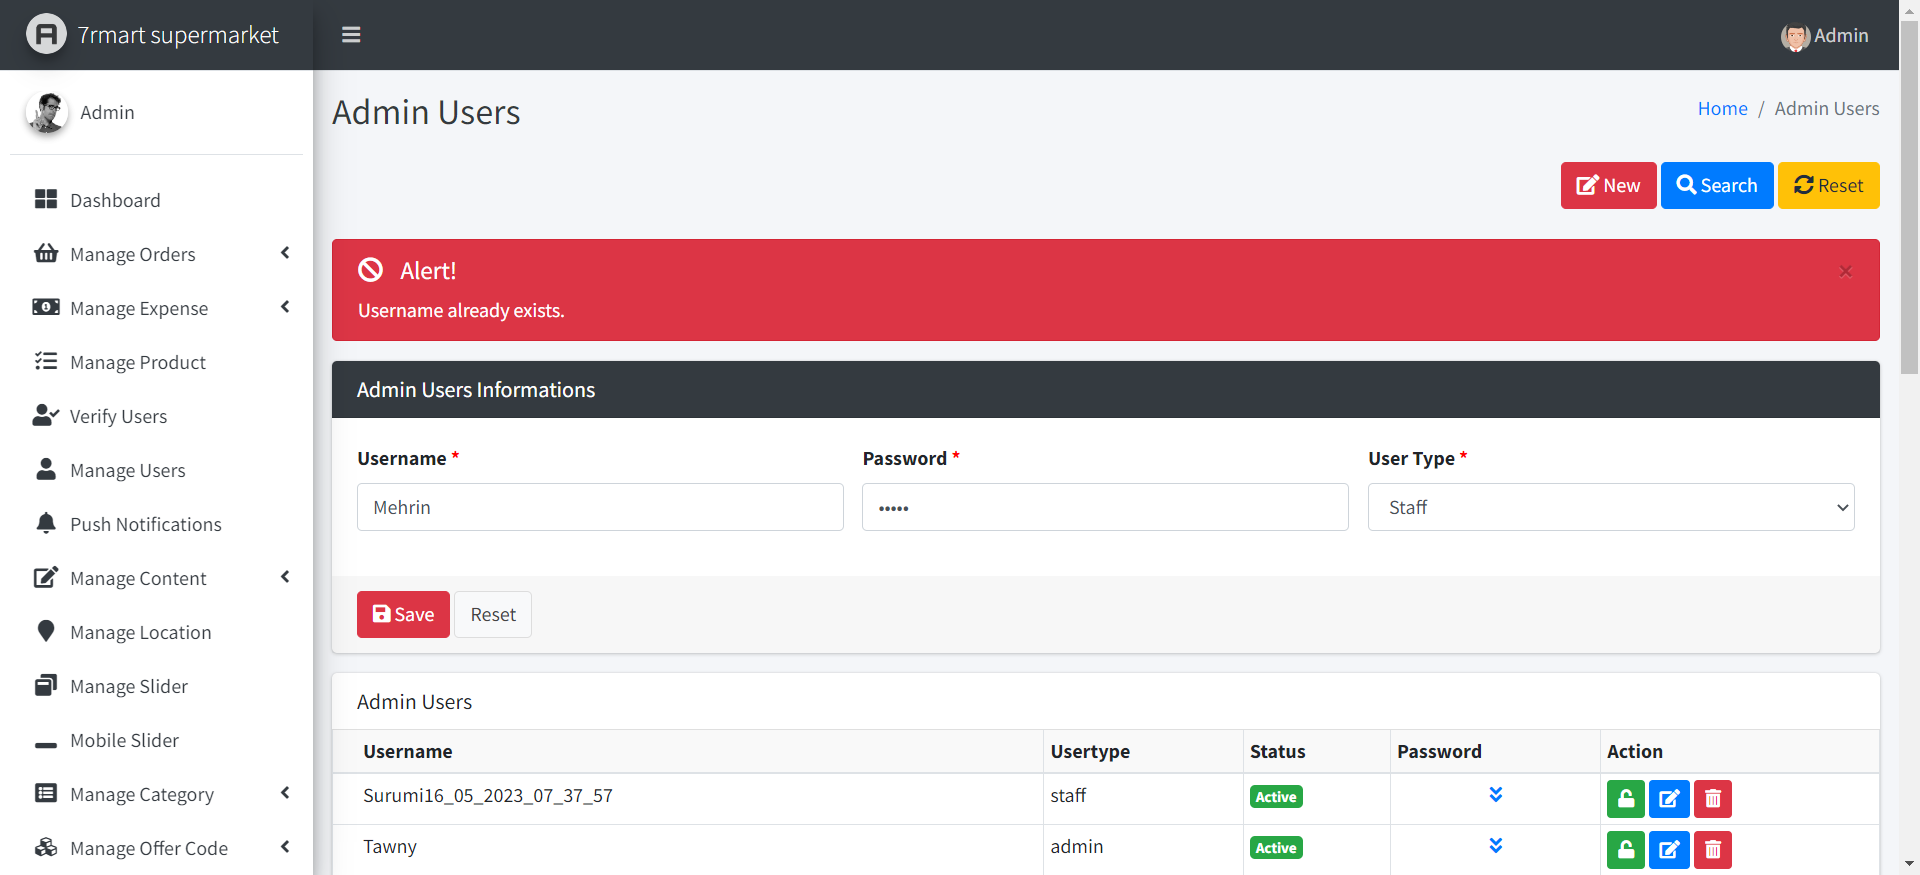 7rmart supermarket
Admin
Admin
Dashboard
Manage Orders
Manage Expense
Manage Product
Verify Users
Manage Users
Push Notifications
Manage Content
Manage Location
Manage Slider
Mobile Slider
Manage Category
Manage Offer Code
Admin Users
Home / Admin Users
New Search Reset
Alert! ×
Username already exists.
Admin Users Informations
Username * Password * User Type *
Mehrin ••••• Staff
Save Reset
Admin Users
Username Usertype Status Password Action
Surumi16_05_2023_07_37_57 staff Active
Tawny admin Active